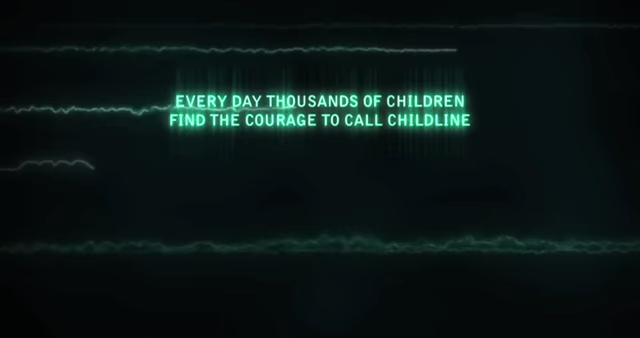 EVERY DAY THOUSANDS OF CHILDREN
FIND THE COURAGE TO CALL CHILDLINE